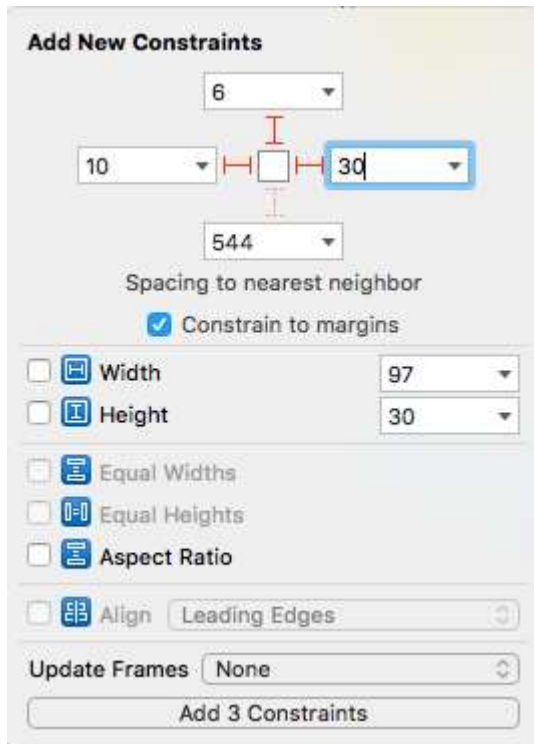 Add New Constraints
6
10 30
544
Spacing to nearest neighbor
Constrain to margins
Width 97
Height 30
Equal Widths
Equal Heights
Aspect Ratio
Align Leading Edges
Update Frames None
Add 3 Constraints